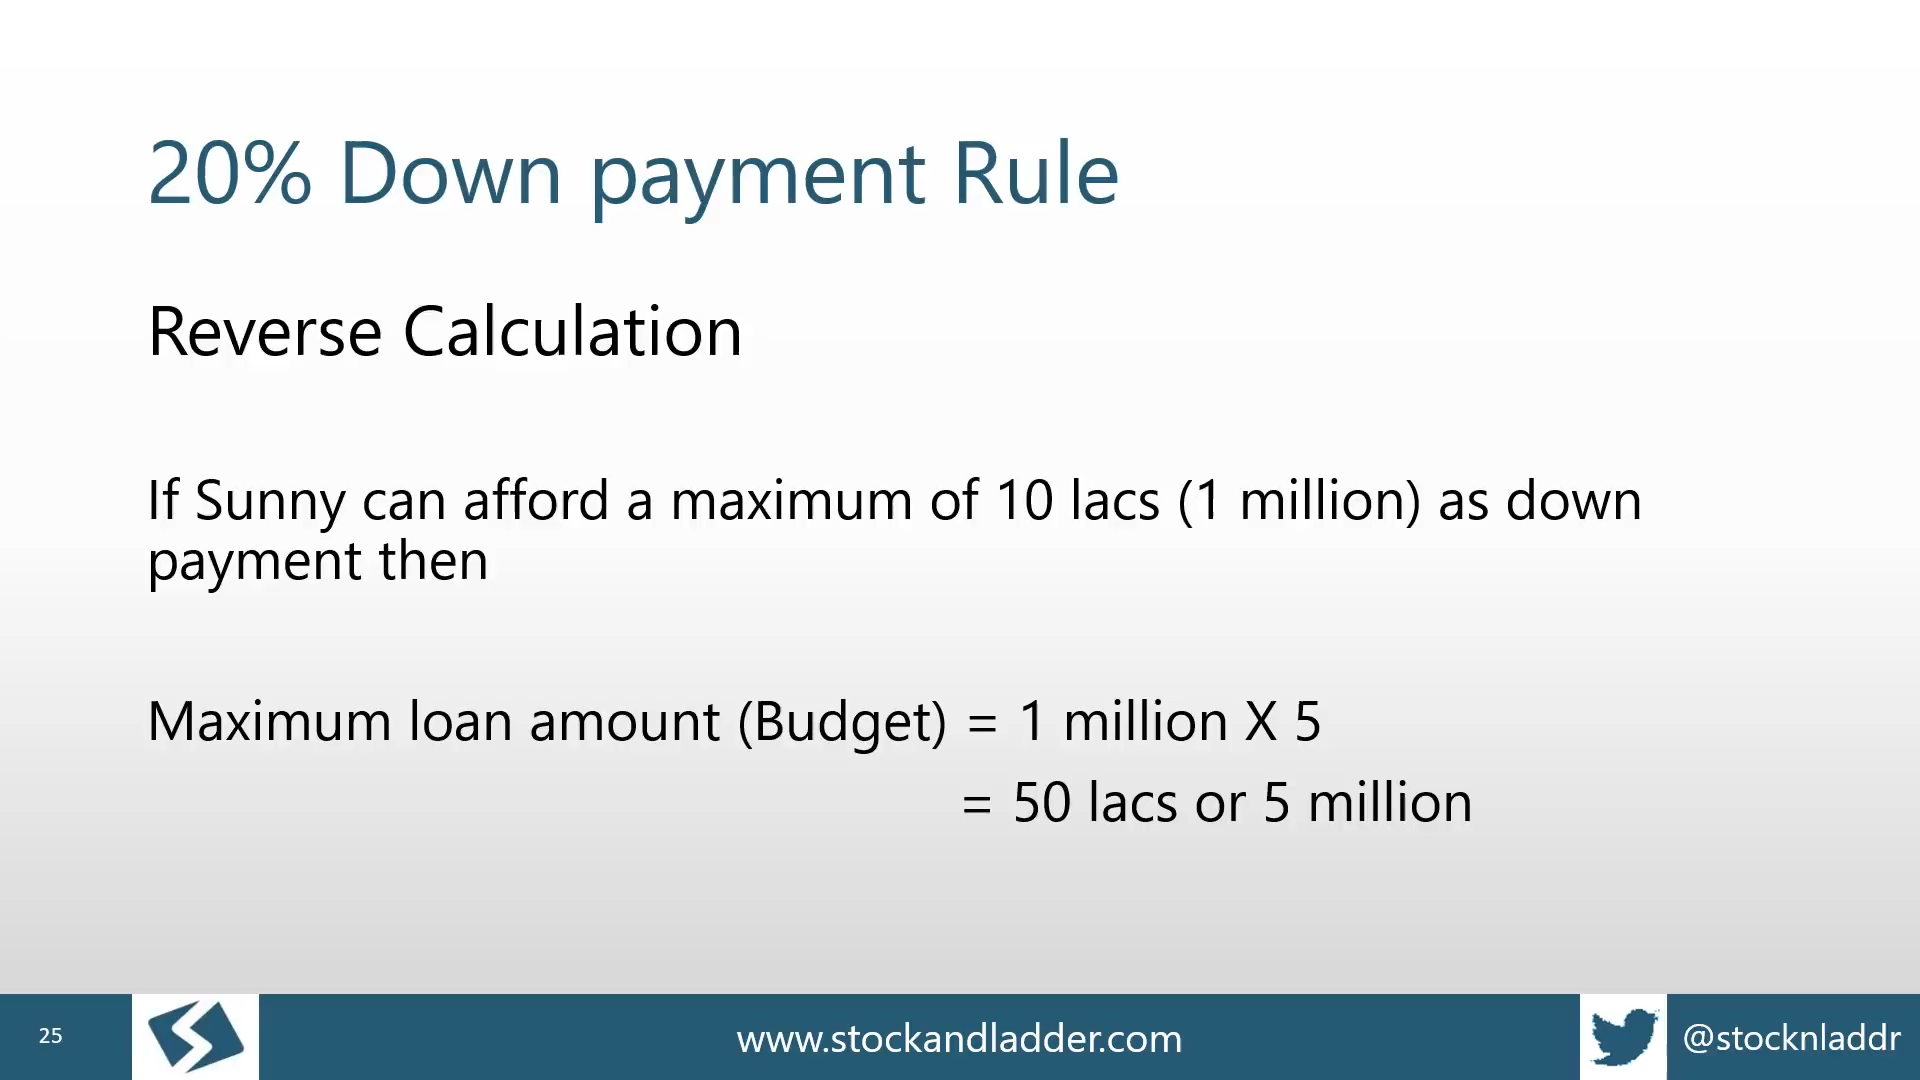 20% Down payment Rule
Reverse Calculation
If Sunny can afford a maximum of 10 lacs (1 million) as down
payment then
Maximum loan amount (Budget) = 1 million X 5
= 50 lacs or 5 million
25
www.stockandladder.com
@stocknladdr